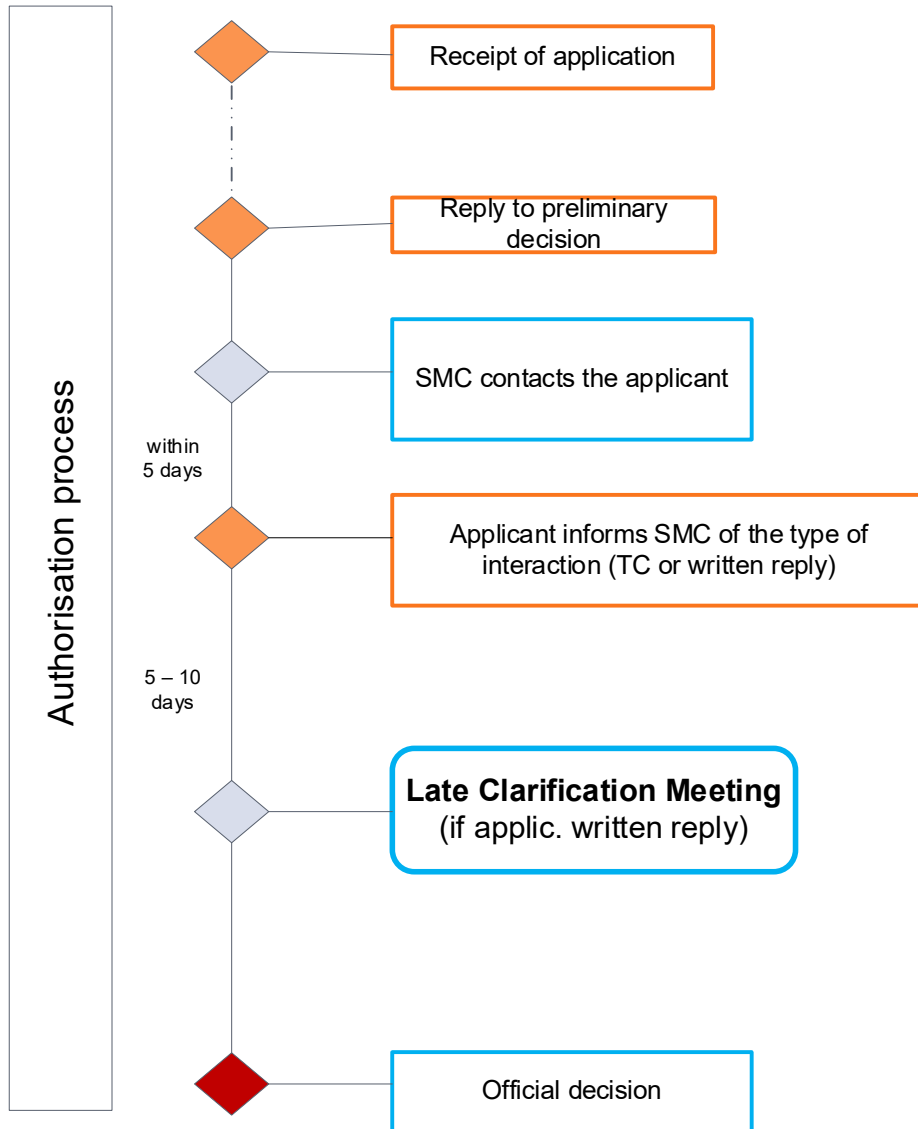 Authorisation process
Receipt of application
Reply to preliminary
decision
SMC contacts the applicant
within
5 days
Applicant informs SMC of the type of
interaction (TC or written reply)
5 – 10
days
Late Clarification Meeting
(if applic. written reply)
Official decision